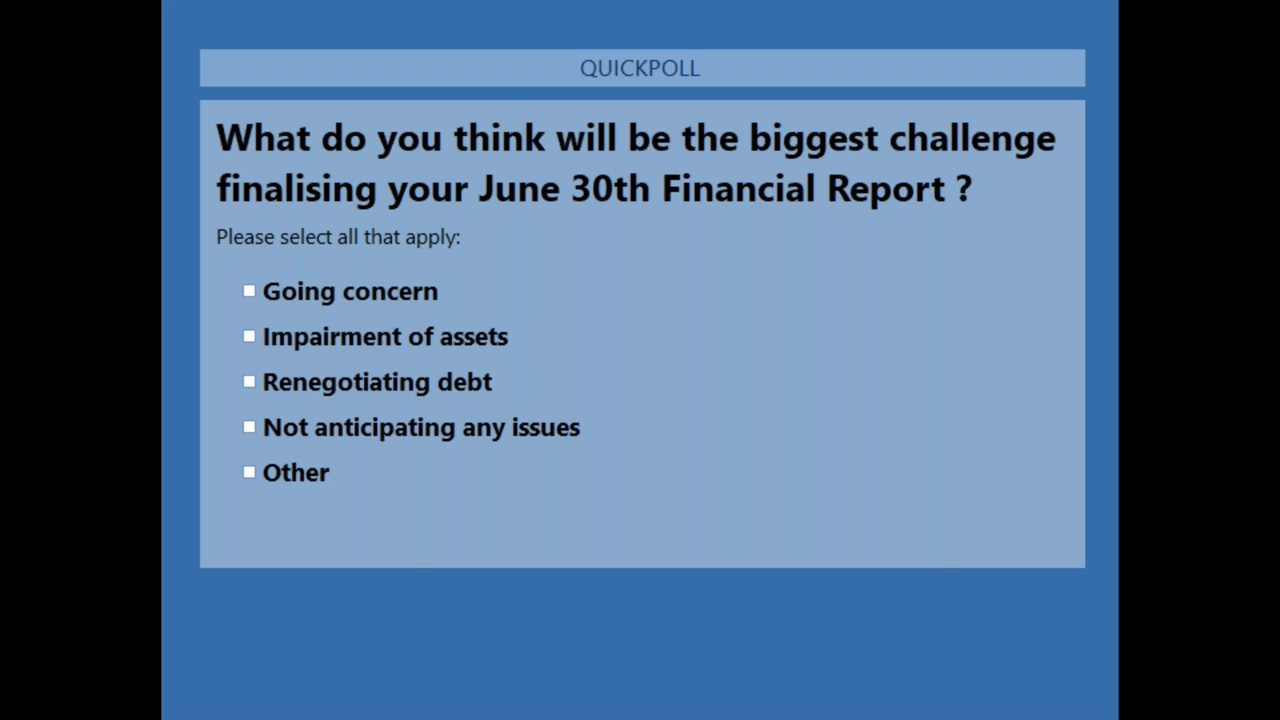 QUICKPOLL
What do you think will be the biggest challenge
finalising your June 30th Financial Report ?
Please select all that apply:
Going concern
Impairment of assets
Renegotiating debt
Not anticipating any issues
Other